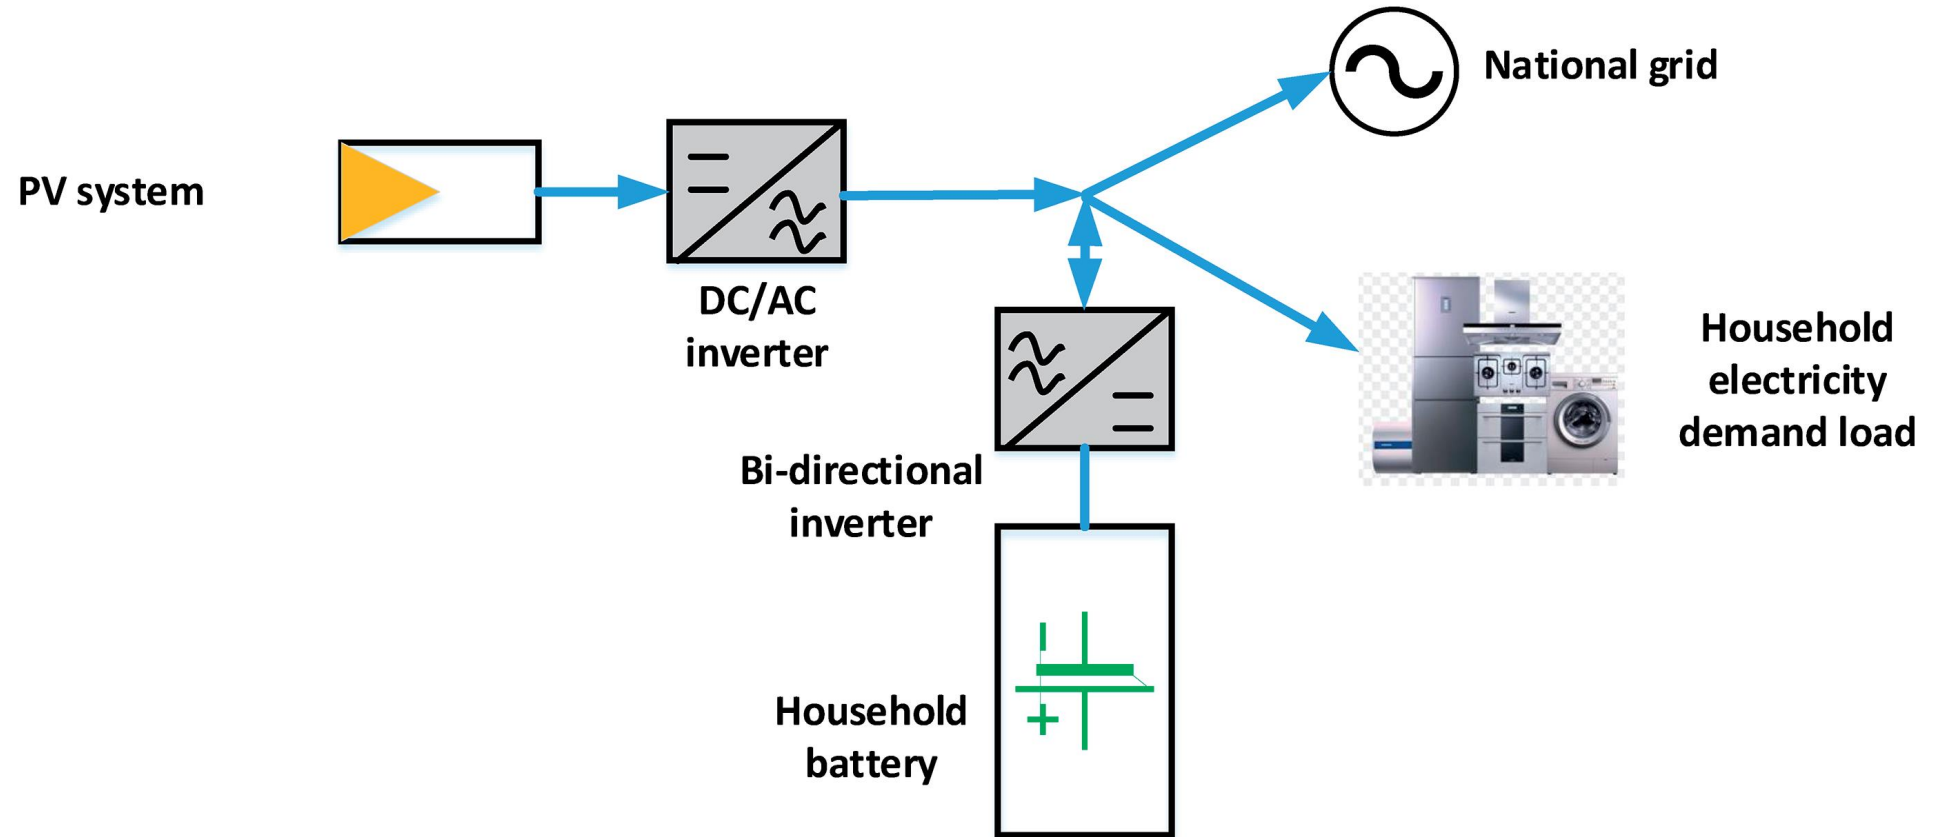 National grid
PV system
DC/AC
inverter
Household
electricity
demand load
Bi-directional
inverter
Household
battery